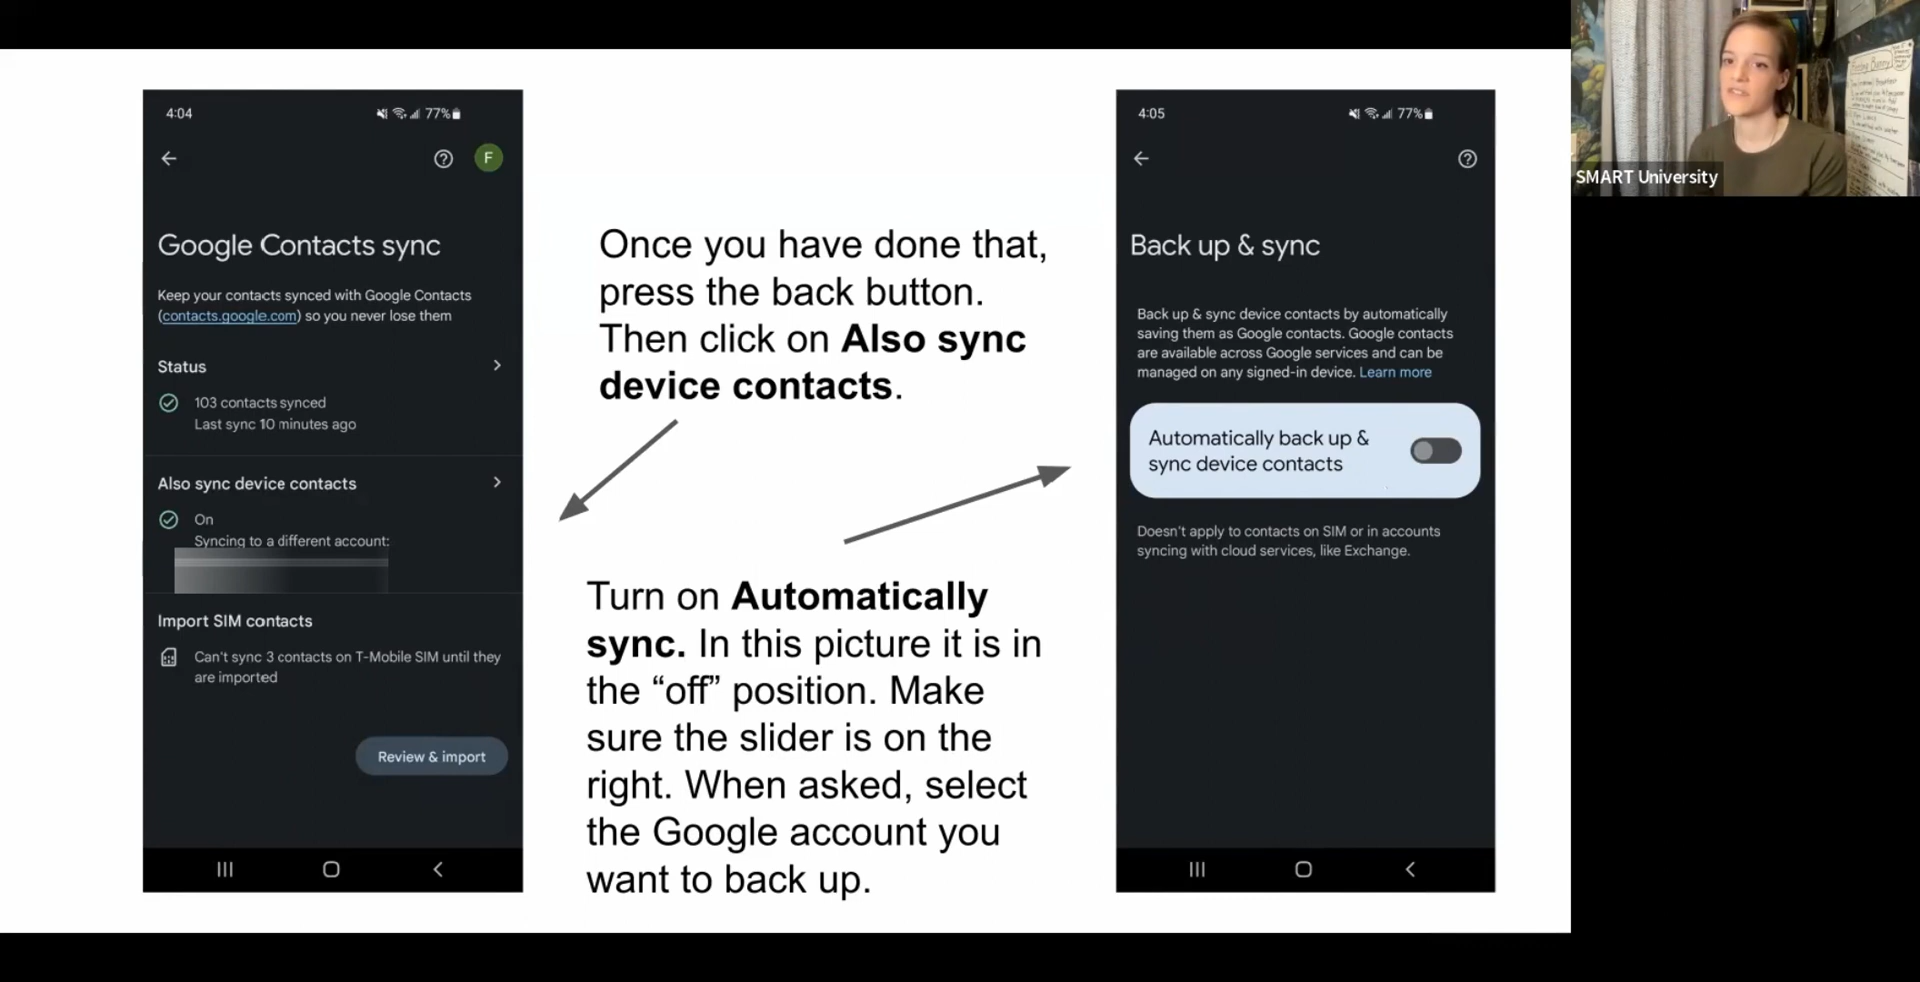 4:04
77%
F
Google Contacts sync
Keep your contacts synced with Google Contacts
(contacts.google.com) so you never lose them
Status
103 contacts synced
Last sync 10 minutes ago
Also sync device contacts
On
Syncing to a different account:
Import SIM contacts
Can't sync 3 contacts on T-Mobile SIM until they
are imported
Review & import
Once you have done that,
press the back button.
Then click on Also sync
device contacts.
Turn on Automatically
sync. In this picture it is in
the “off” position. Make
sure the slider is on the
right. When asked, select
the Google account you
want to back up.
4:05
77%
Back up & sync
Back up & sync device contacts by automatically
saving them as Google contacts. Google contacts
are available across Google services and can be
managed on any signed-in device. Learn more
Automatically back up &
sync device contacts
Doesn't apply to contacts on SIM or in accounts
syncing with cloud services, like Exchange.
SMART University